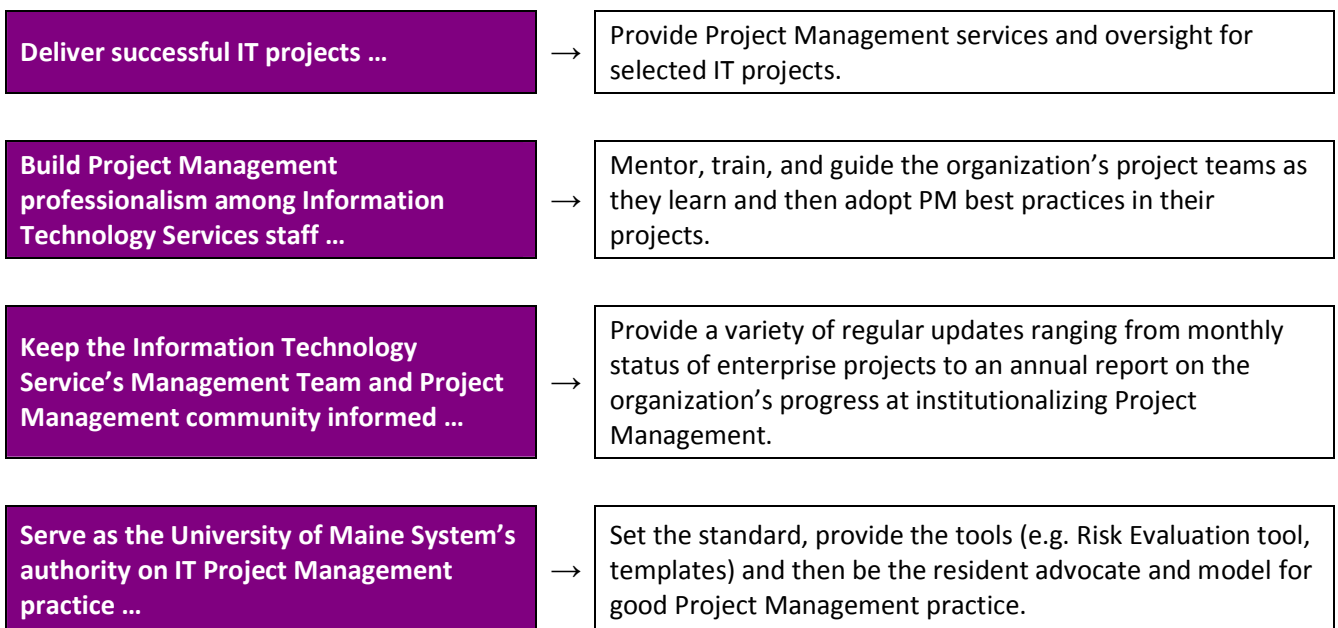 Deliver successful IT projects …
→
Provide Project Management services and oversight for
selected IT projects.
Build Project Management
professionalism among Information
Technology Services staff …
→
Mentor, train, and guide the organization’s project teams as
they learn and then adopt PM best practices in their
projects.
Keep the Information Technology
Service’s Management Team and Project
Management community informed …
→
Provide a variety of regular updates ranging from monthly
status of enterprise projects to an annual report on the
organization’s progress at institutionalizing Project
Management.
Serve as the University of Maine System’s
authority on IT Project Management
practice …
→
Set the standard, provide the tools (e.g. Risk Evaluation tool,
templates) and then be the resident advocate and model for
good Project Management practice.